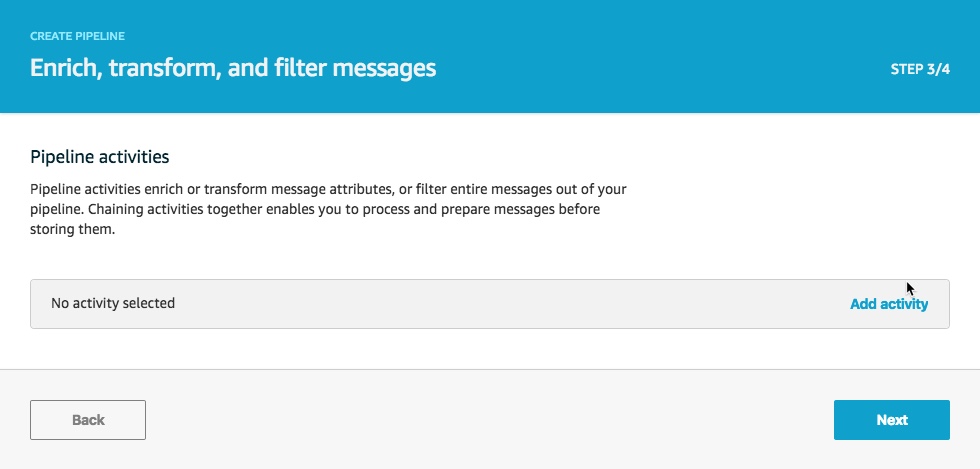 CREATE PIPELINE
Enrich, transform, and filter messages
STEP 3/4
Pipeline activities
Pipeline activities enrich or transform message attributes, or filter entire messages out of your
pipeline. Chaining activities together enables you to process and prepare messages before
storing them.
No activity selected
Add activity
Back
Next